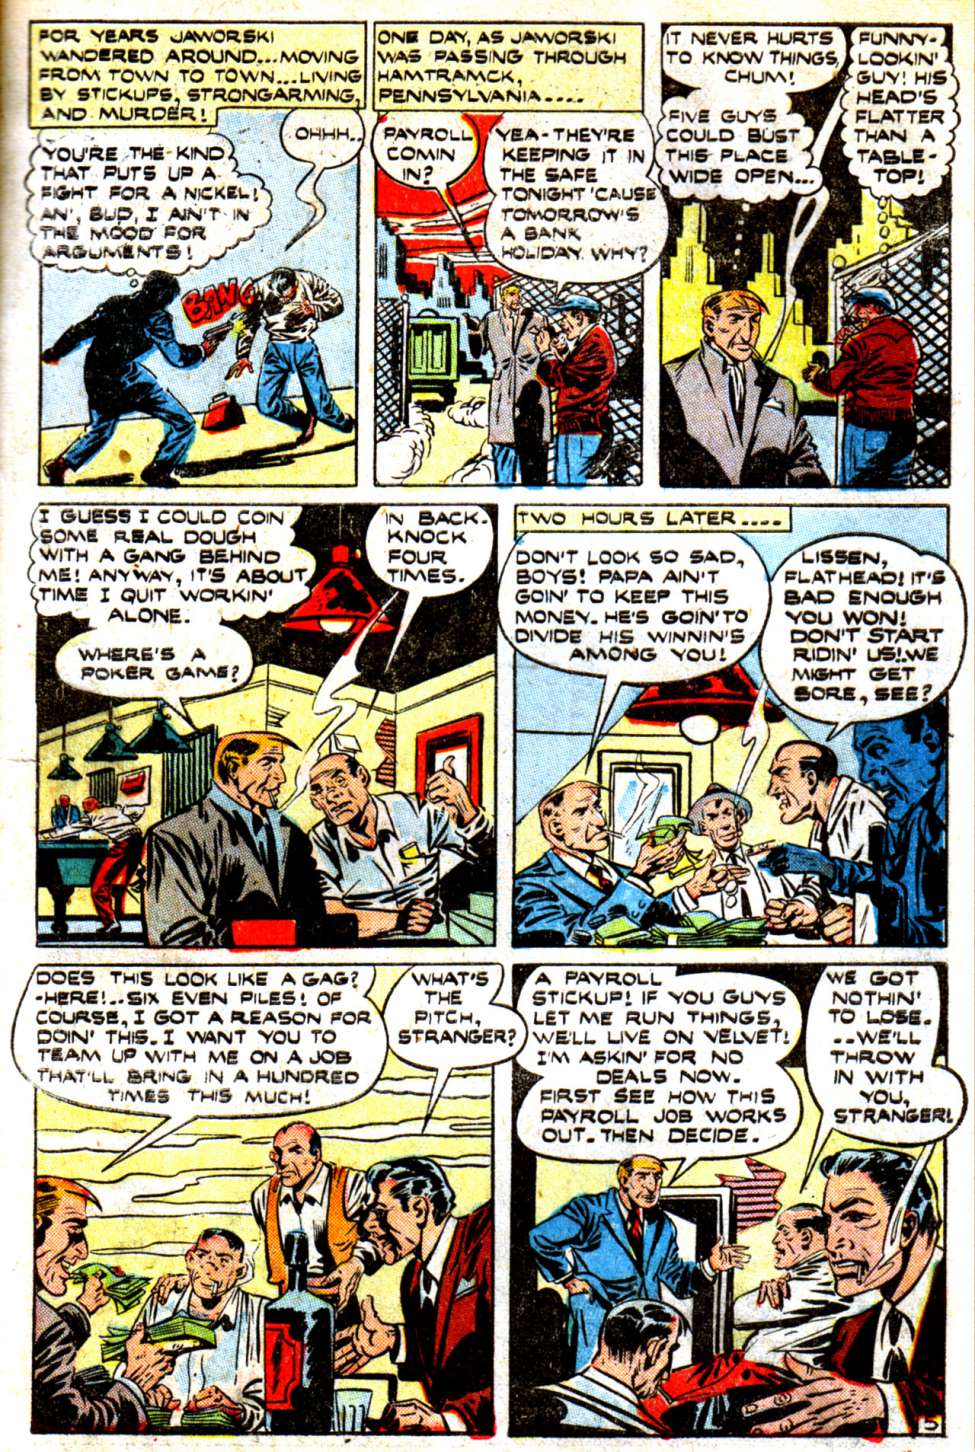 FOR YEARS JAWORSKI
WANDERED AROUND...MOVING
FROM TOWN TO TOWN...LIVING
BY STICKUPS, STRONGARMING,
AND MURDER!
YOU'RE THE KIND
THAT PUTS UP A
FIGHT FOR A NICKEL!
AN', BUD, I AIN'T IN
THE MOOD FOR
ARGUMENTS!
OHHH..
BANG
ONE DAY, AS JAWORSKI
WAS PASSING THROUGH
HAMTRAMCK,
PENNSYLVANIA....
PAYROLL
COMIN
IN?
YEA-THEY'RE
KEEPING IT IN
THE SAFE
TONIGHT 'CAUSE
TOMORROW'S
A BANK
HOLIDAY. WHY?
IT NEVER HURTS
TO KNOW THINGS,
CHUM!
FIVE GUYS
COULD BUST
THIS PLACE
WIDE OPEN...
FUNNY-
LOOKIN'
GUY! HIS
HEAD'S
FLATTER
THAN A
TABLE-
TOP!
I GUESS I COULD COIN
SOME REAL DOUGH
WITH A GANG BEHIND
ME! ANYWAY, IT'S ABOUT
TIME I QUIT WORKIN'
ALONE.
WHERE'S A
POKER GAME?
IN BACK-
KNOCK
FOUR
TIMES.
TWO HOURS LATER....
DON'T LOOK SO SAD,
BOYS! PAPA AIN'T
GOIN' TO KEEP THIS
MONEY. HE'S GOIN' TO
DIVIDE HIS WINNIN'S
AMONG YOU!
LISSEN,
FLATHEAD! IT'S
BAD ENOUGH
YOU WON!
DON'T START
RIDIN' US!.WE
MIGHT GET
SORE, SEE?
DOES THIS LOOK LIKE A GAG?
-HERE!..SIX EVEN PILES! OF
COURSE, I GOT A REASON FOR
DOIN' THIS. I WANT YOU TO
TEAM UP WITH ME ON A JOB
THAT'LL BRING IN A HUNDRED
TIMES THIS MUCH!
WHAT'S
THE
PITCH,
STRANGER?
A PAYROLL
STICKUP! IF YOU GUYS
LET ME RUN THINGS,
WE'LL LIVE ON VELVET!
I'M ASKIN' FOR NO
DEALS NOW.
FIRST SEE HOW THIS
PAYROLL JOB WORKS
OUT. THEN DECIDE.
WE GOT
NOTHIN'
TO LOSE.
..WE'LL
THROW
IN WITH
YOU,
STRANGER!